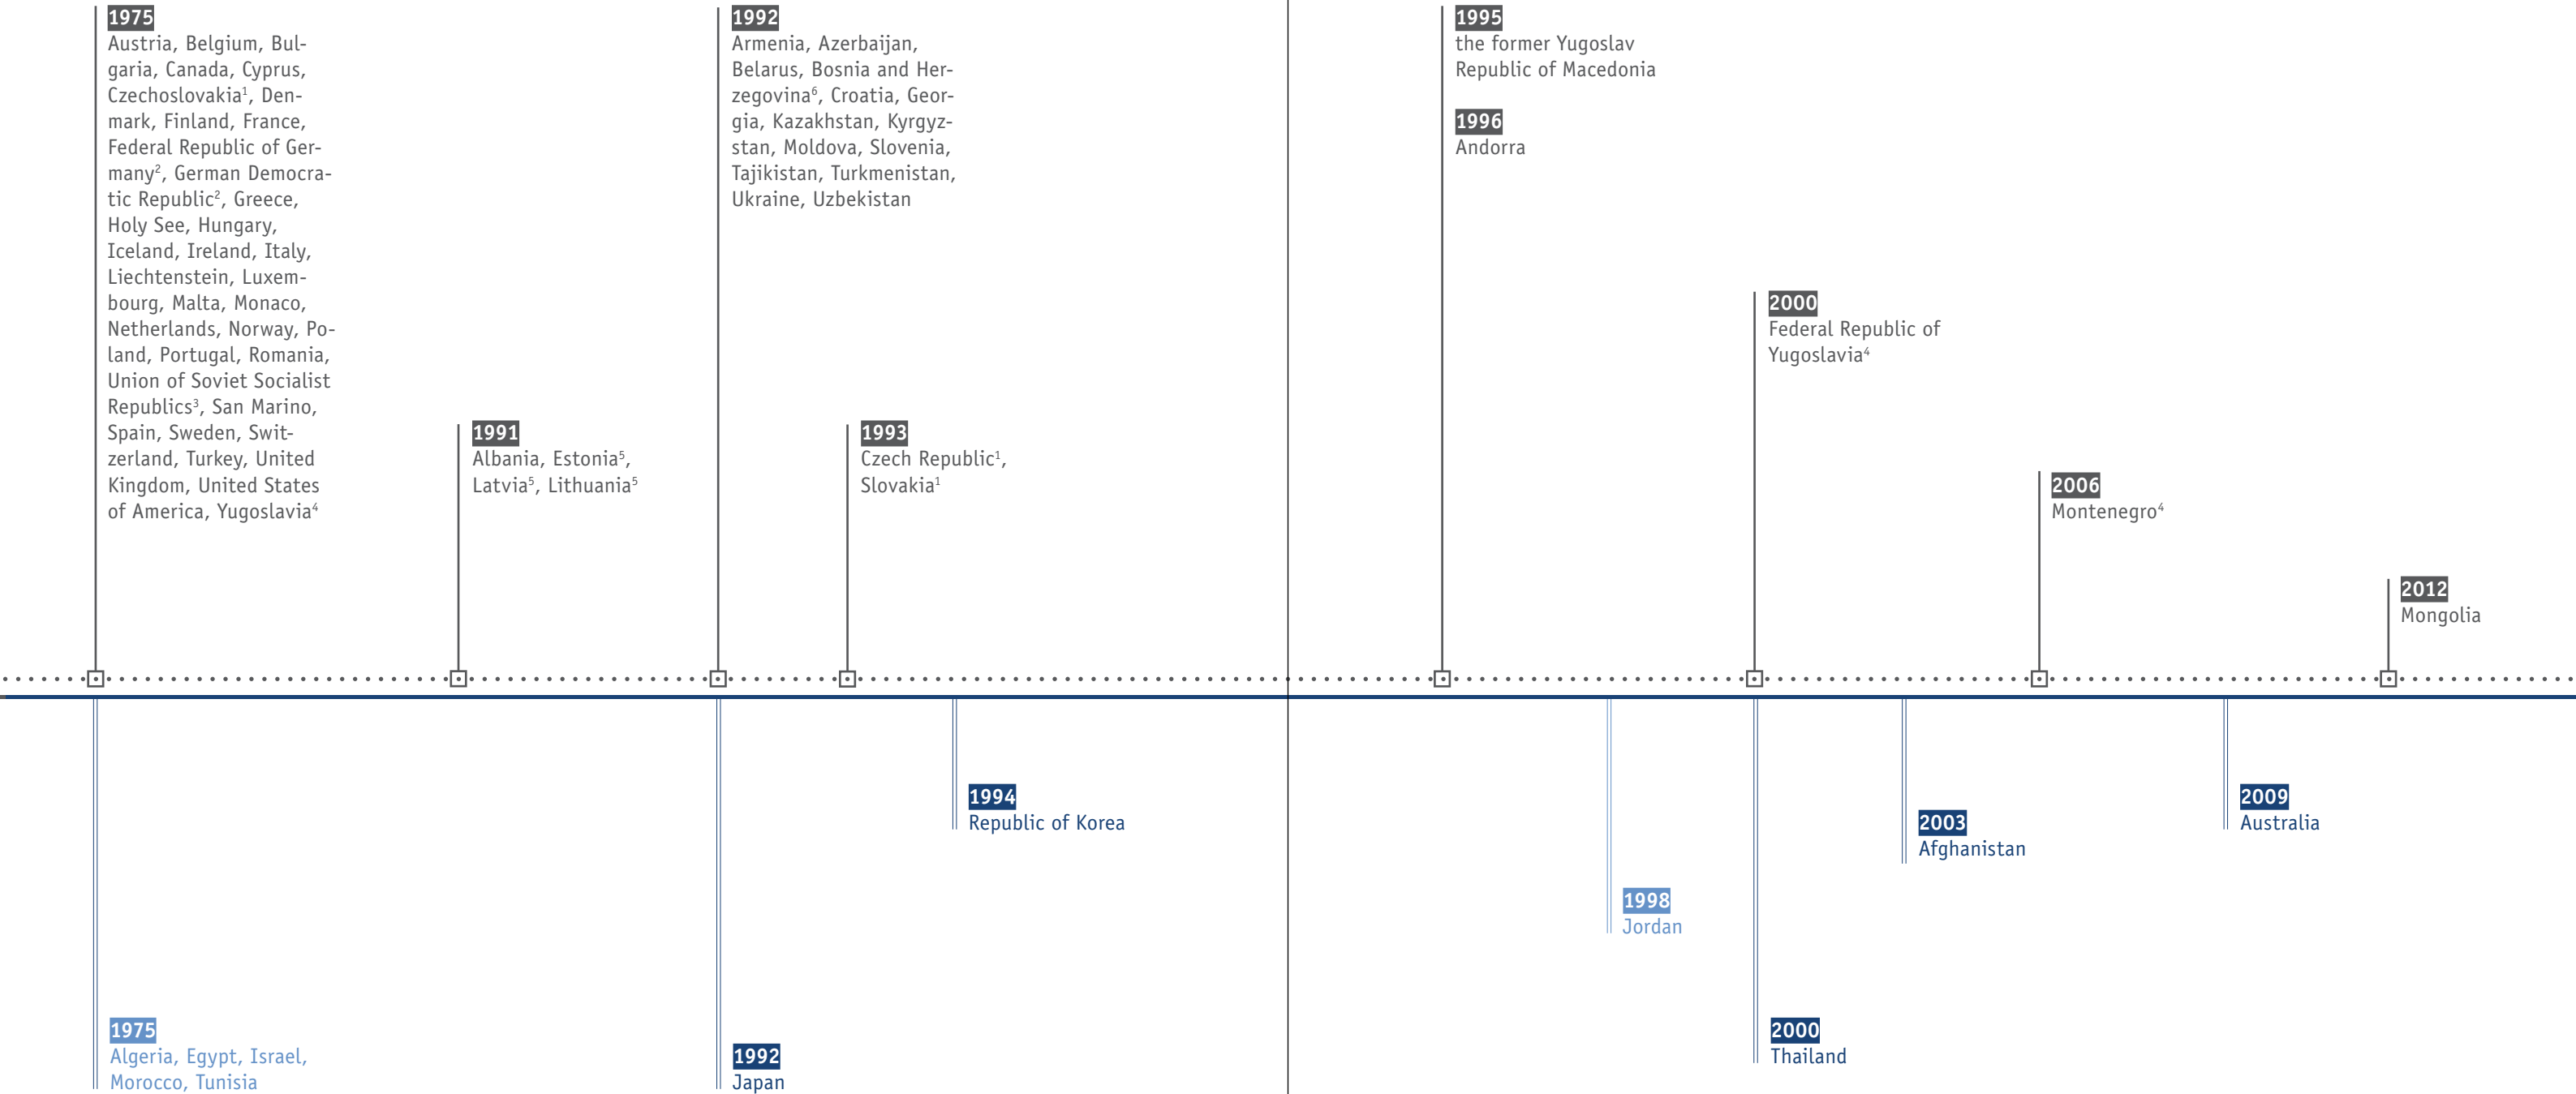 1975
Austria, Belgium, Bul-
garia, Canada, Cyprus,
Czechoslovakia¹, Den-
mark, Finland, France,
Federal Republic of Ger-
many², German Democra-
tic Republic², Greece,
Holy See, Hungary,
Iceland, Ireland, Italy,
Liechtenstein, Luxem-
bourg, Malta, Monaco,
Netherlands, Norway, Po-
land, Portugal, Romania,
Union of Soviet Socialist
Republics³, San Marino,
Spain, Sweden, Swit-
zerland, Turkey, United
Kingdom, United States
of America, Yugoslavia⁴
1991
Albania, Estonia⁵,
Latvia⁵, Lithuania⁵
1992
Armenia, Azerbaijan,
Belarus, Bosnia and Her-
zegovina⁶, Croatia, Geor-
gia, Kazakhstan, Kyrgyz-
stan, Moldova, Slovenia,
Tajikistan, Turkmenistan,
Ukraine, Uzbekistan
1993
Czech Republic¹,
Slovakia¹
1995
the former Yugoslav
Republic of Macedonia
1996
Andorra
2000
Federal Republic of
Yugoslavia⁴
2006
Montenegro⁴
2012
Mongolia
1975
Algeria, Egypt, Israel,
Morocco, Tunisia
1992
Japan
1994
Republic of Korea
1998
Jordan
2000
Thailand
2003
Afghanistan
2009
Australia